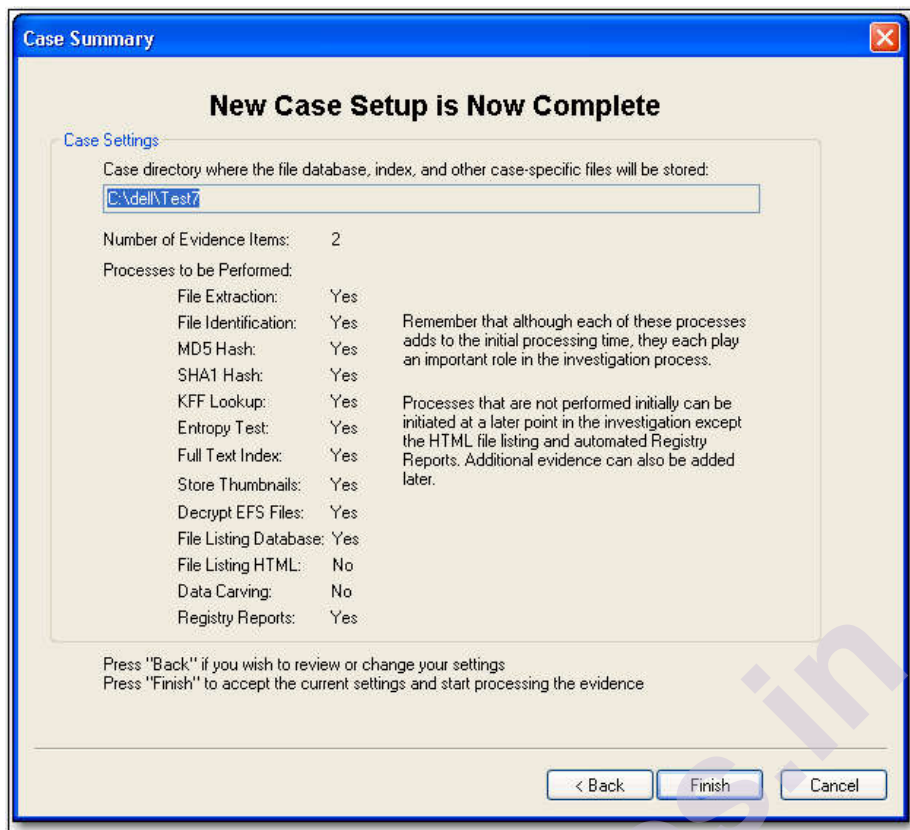 Case Summary
New Case Setup is Now Complete
Case Settings
Case directory where the file database, index, and other case-specific files will be stored:
C:\dell\Test7
Number of Evidence Items: 2
Processes to be Performed:
File Extraction: Yes
File Identification: Yes
MD5 Hash: Yes
SHA1 Hash: Yes
KFF Lookup: Yes
Entropy Test: Yes
Full Text Index: Yes
Store Thumbnails: Yes
Decrypt EFS Files: Yes
File Listing Database: Yes
File Listing HTML: No
Data Carving: No
Registry Reports: Yes
Remember that although each of these processes
adds to the initial processing time, they each play
an important role in the investigation process.
Processes that are not performed initially can be
initiated at a later point in the investigation except
the HTML file listing and automated Registry
Reports. Additional evidence can also be added
later.
Press "Back" if you wish to review or change your settings
Press "Finish" to accept the current settings and start processing the evidence
< Back
Finish
Cancel